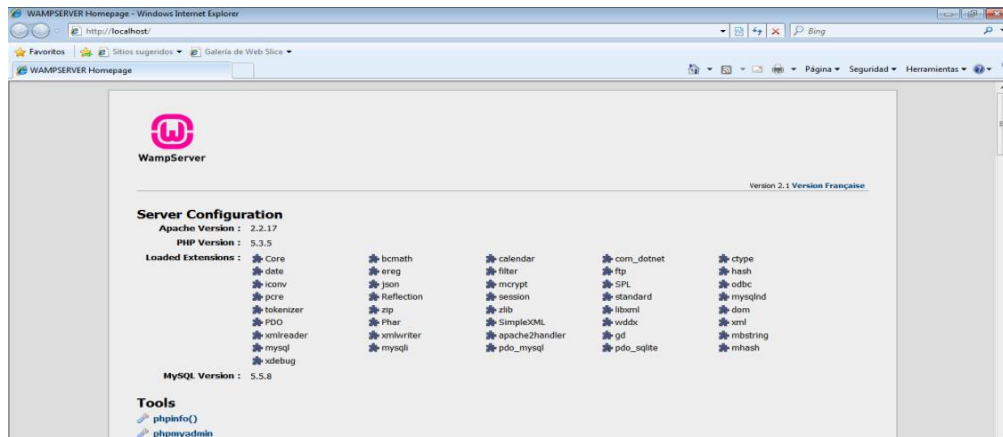 WAMPSERVER Homepage - Windows Internet Explorer
http://localhost/
Bing
Favoritos Sitios sugeridos Galería de Web Slice
WAMPSERVER Homepage Página Seguridad Herramientas
WampServer
Version 2.1 Version Française
Server Configuration
Apache Version : 2.2.17
PHP Version : 5.3.5
Loaded Extensions : Core bcmath calendar com_dotnet ctype
date ereg filter ftp hash
iconv json mcrypt SPL odbc
pcre Reflection session standard mysqlnd
tokenizer zip zlib libxml dom
PDO Phar SimpleXML wddx xml
xmlreader xmlwriter apache2handler gd mbstring
mysql mysqli pdo_mysql pdo_sqlite mhash
xdebug
MySQL Version : 5.5.8
Tools
phpinfo()
phpmyadmin